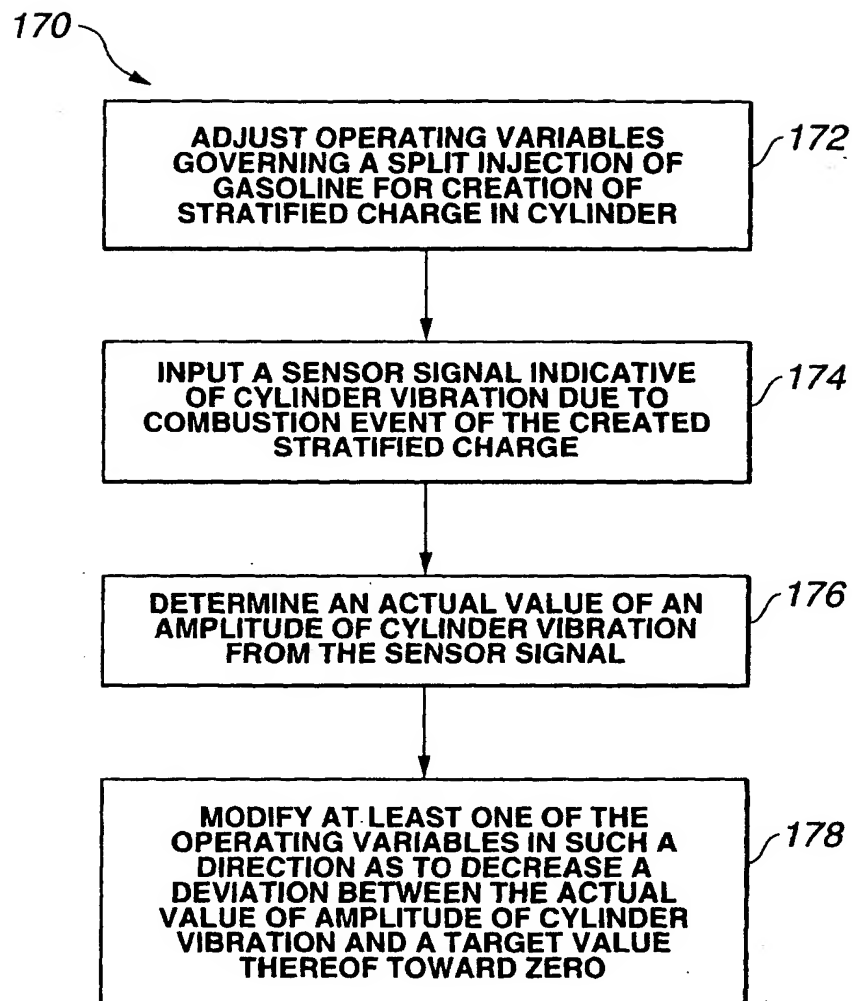 170
ADJUST OPERATING VARIABLES
GOVERNING A SPLIT INJECTION OF
GASOLINE FOR CREATION OF
STRATIFIED CHARGE IN CYLINDER
172
INPUT A SENSOR SIGNAL INDICATIVE
OF CYLINDER VIBRATION DUE TO
COMBUSTION EVENT OF THE CREATED
STRATIFIED CHARGE
174
DETERMINE AN ACTUAL VALUE OF AN
AMPLITUDE OF CYLINDER VIBRATION
FROM THE SENSOR SIGNAL
176
MODIFY AT LEAST ONE OF THE
OPERATING VARIABLES IN SUCH A
DIRECTION AS TO DECREASE A
DEVIATION BETWEEN THE ACTUAL
VALUE OF AMPLITUDE OF CYLINDER
VIBRATION AND A TARGET VALUE
THEREOF TOWARD ZERO
178